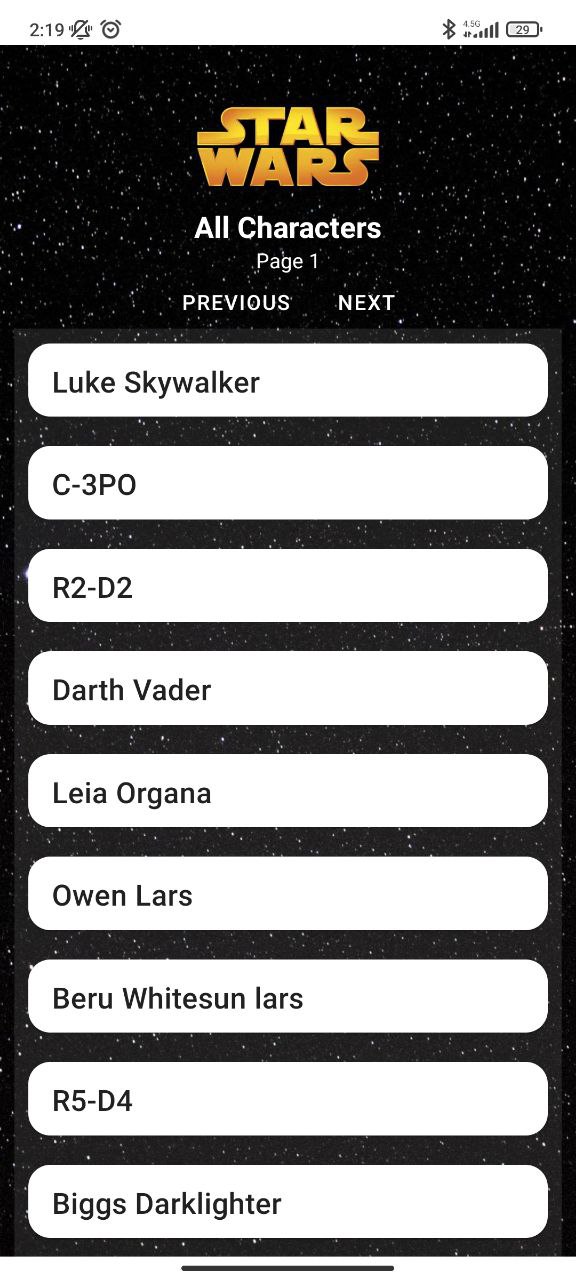 2:19
4.5G
29
STAR
WARS
All Characters
Page 1
PREVIOUS NEXT
Luke Skywalker
C-3PO
R2-D2
Darth Vader
Leia Organa
Owen Lars
Beru Whitesun lars
R5-D4
Biggs Darklighter